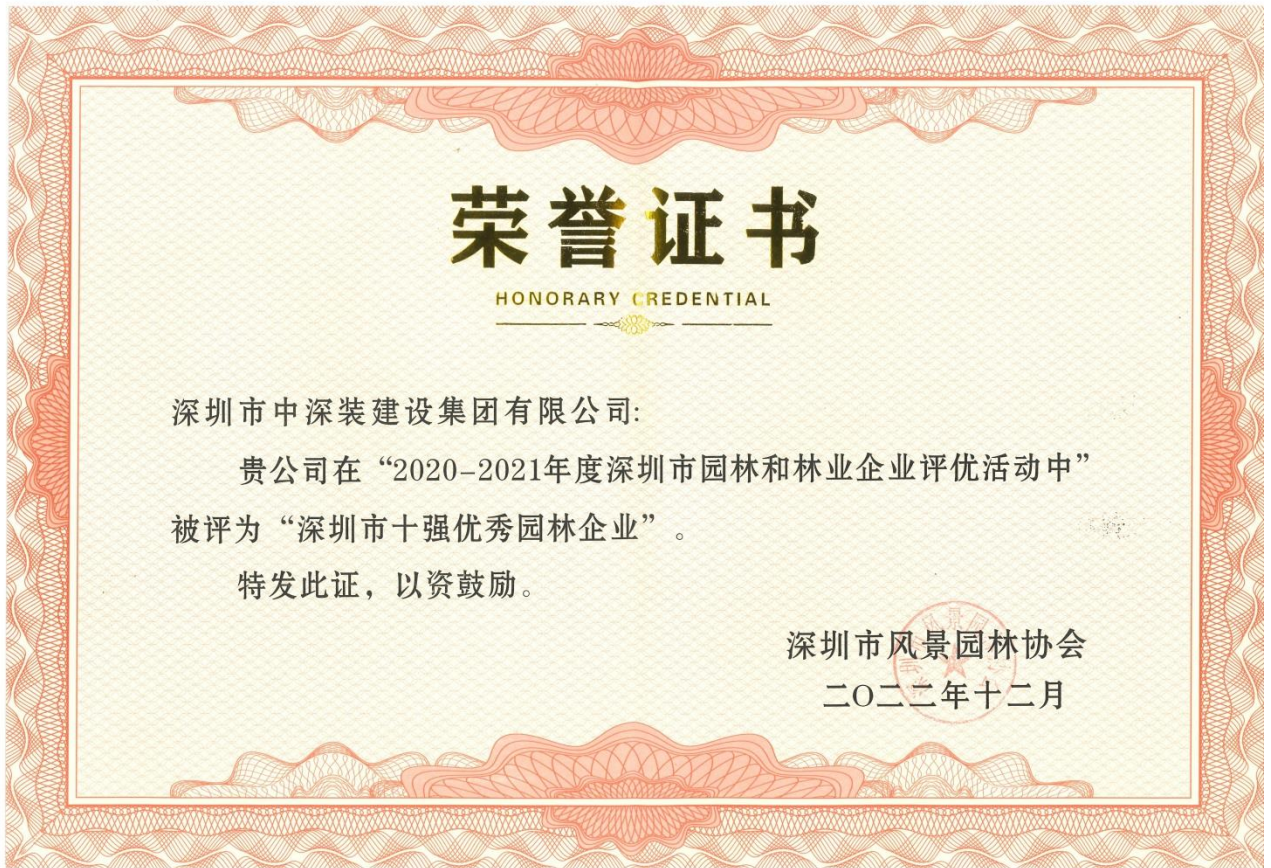 荣誉证书
HONORARY CREDENTIAL
深圳市中深装建设集团有限公司:
贵公司在“2020-2021年度深圳市园林和林业企业评优活动中”
被评为“深圳市十强优秀园林企业”。
特发此证，以资鼓励。
深圳市风景园林协会
二〇二二年十二月